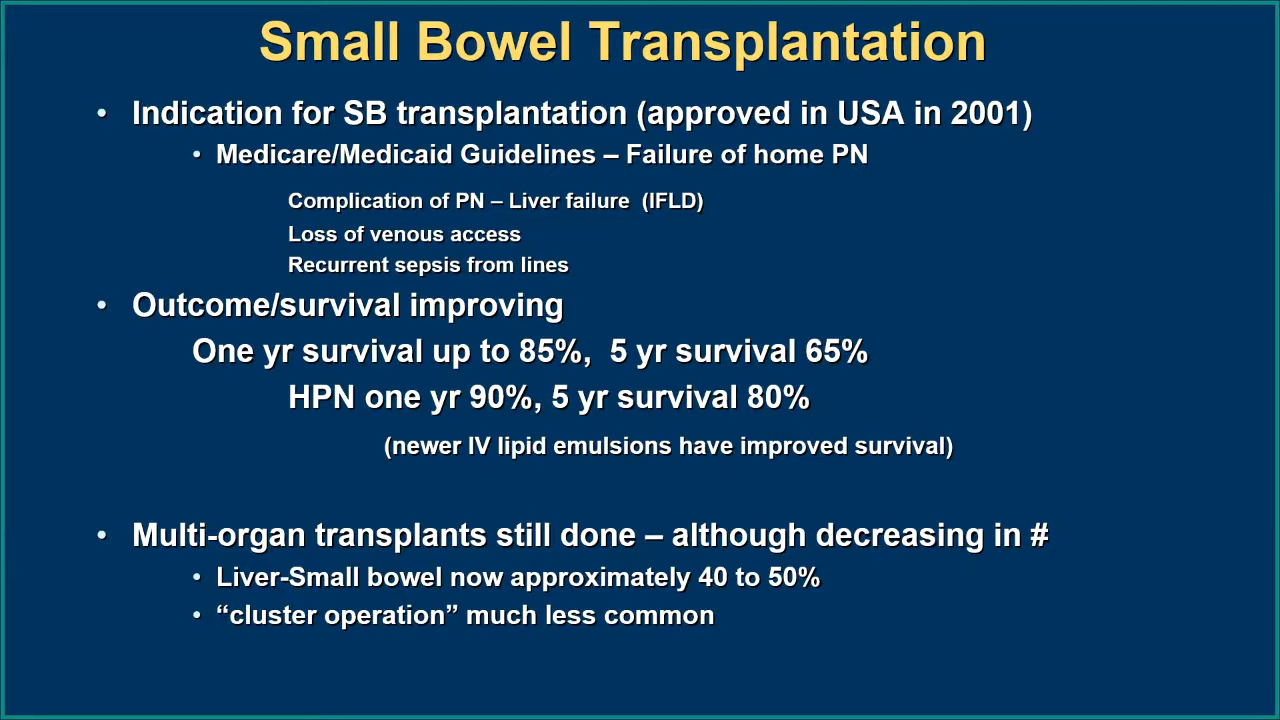 Small Bowel Transplantation
• Indication for SB transplantation (approved in USA in 2001)
• Medicare/Medicaid Guidelines – Failure of home PN
Complication of PN – Liver failure (IFLD)
Loss of venous access
Recurrent sepsis from lines
• Outcome/survival improving
One yr survival up to 85%, 5 yr survival 65%
HPN one yr 90%, 5 yr survival 80%
(newer IV lipid emulsions have improved survival)
• Multi-organ transplants still done – although decreasing in #
• Liver-Small bowel now approximately 40 to 50%
• “cluster operation” much less common